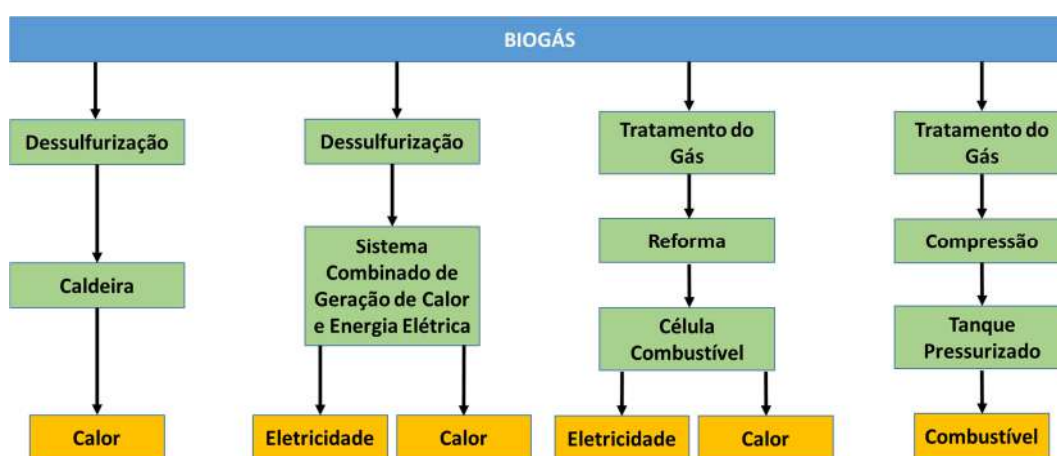 BIOGÁS
Dessulfurização
Caldeira
Calor
Dessulfurização
Sistema
Combinado de
Geração de Calor
e Energia Elétrica
Eletricidade
Calor
Tratamento do
Gás
Reforma
Célula
Combustível
Eletricidade
Calor
Tratamento do
Gás
Compressão
Tanque
Pressurizado
Combustível